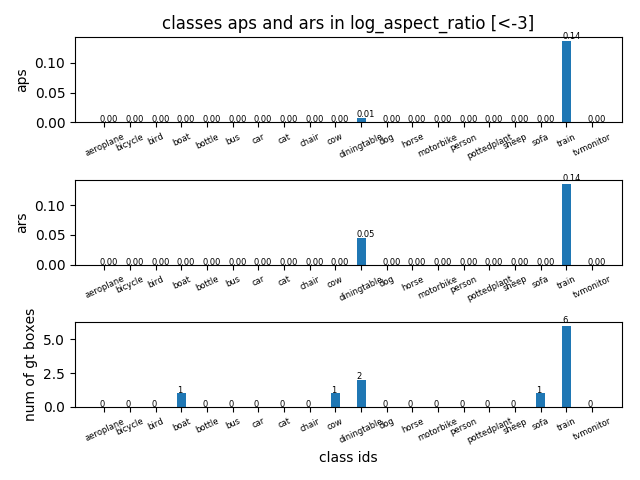 classes aps and ars in log_aspect_ratio [<-3]
aps
0.10
0.05
0.00
0.00 0.00 0.00 0.00 0.00 0.00 0.00 0.00 0.00 0.00 0.01 0.00 0.00 0.00 0.00 0.00 0.00 0.00 0.14 0.00
aeroplane bicycle bird boat bottle bus car cat chair cow diningtable dog horse motorbike person pottedplant sheep sofa train tvmonitor
ars
0.10
0.05
0.00
0.00 0.00 0.00 0.00 0.00 0.00 0.00 0.00 0.00 0.00 0.05 0.00 0.00 0.00 0.00 0.00 0.00 0.00 0.14 0.00
aeroplane bicycle bird boat bottle bus car cat chair cow diningtable dog horse motorbike person pottedplant sheep sofa train tvmonitor
num of gt boxes
5.0
2.5
0.0
0 0 0 1 0 0 0 0 0 1 2 0 0 0 0 0 0 1 6 0
aeroplane bicycle bird boat bottle bus car cat chair cow diningtable dog horse motorbike person pottedplant sheep sofa train tvmonitor
class ids